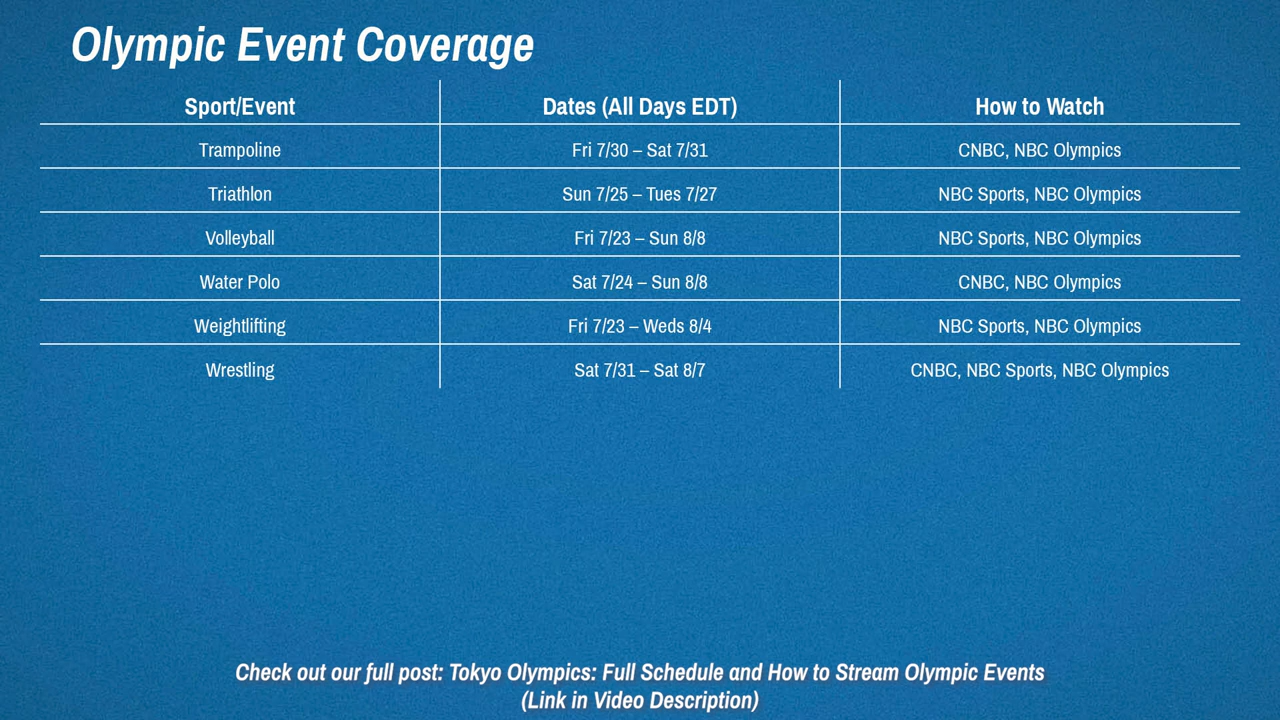 Olympic Event Coverage
Sport/Event Dates (All Days EDT) How to Watch
Trampoline Fri 7/30 – Sat 7/31 CNBC, NBC Olympics
Triathlon Sun 7/25 – Tues 7/27 NBC Sports, NBC Olympics
Volleyball Fri 7/23 – Sun 8/8 NBC Sports, NBC Olympics
Water Polo Sat 7/24 – Sun 8/8 CNBC, NBC Olympics
Weightlifting Fri 7/23 – Weds 8/4 NBC Sports, NBC Olympics
Wrestling Sat 7/31 – Sat 8/7 CNBC, NBC Sports, NBC Olympics
Check out our full post: Tokyo Olympics: Full Schedule and How to Stream Olympic Events
(Link in Video Description)